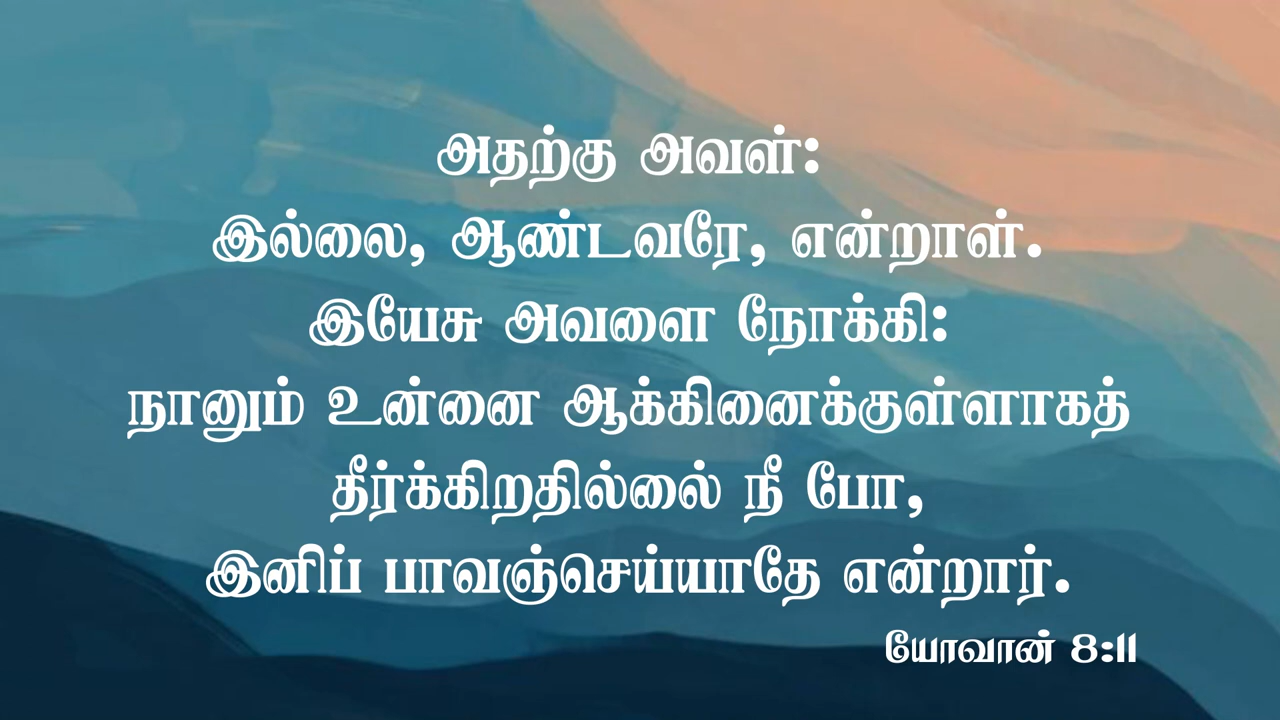 அதற்கு அவள்:
இல்லை, ஆண்டவரே, என்றாள்.
இயேசு அவளை நோக்கி:
நானும் உன்னை ஆக்கினைக்குள்ளாகத்
தீர்க்கிறதில்லை் நீ போ,
இனிப் பாவஞ்செய்யாதே என்றார்.
யோவான் 8:11